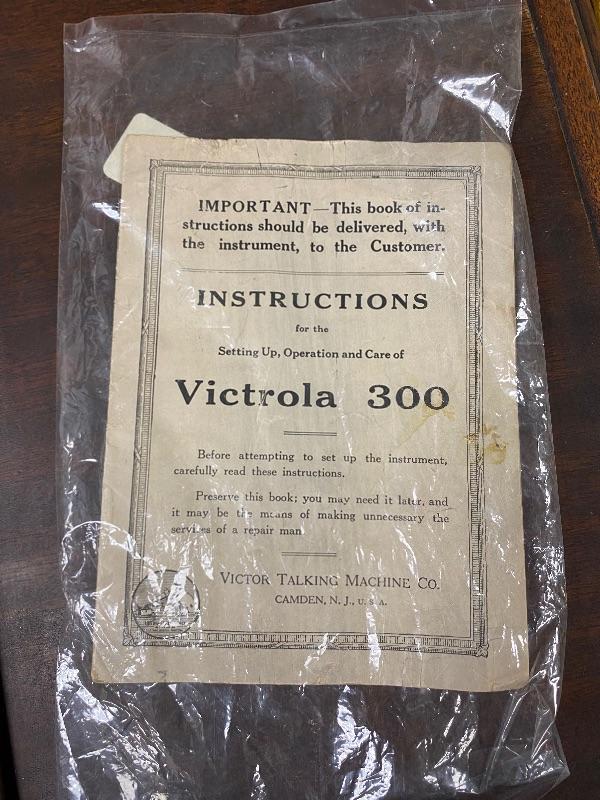 IMPORTANT—This book of in-
structions should be delivered, with
the instrument, to the Customer.
INSTRUCTIONS
for the
Setting Up, Operation and Care of
Victrola 300
Before attempting to set up the instrument,
carefully read these instructions.
Preserve this book; you may need it later, and
it may be the means of making unnecessary the
services of a repair man.
VICTOR TALKING MACHINE CO.
CAMDEN, N. J., U. S. A.